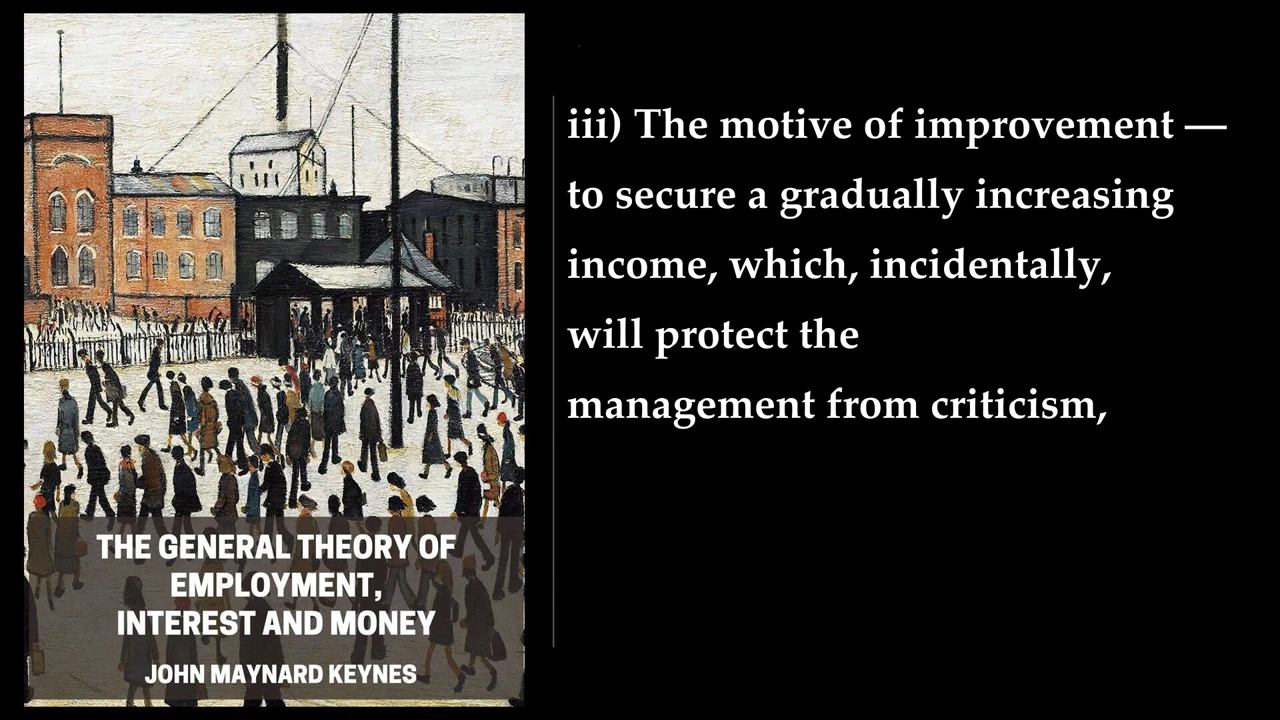 THE GENERAL THEORY OF
EMPLOYMENT,
INTEREST AND MONEY
JOHN MAYNARD KEYNES
iii) The motive of improvement —
to secure a gradually increasing
income, which, incidentally,
will protect the
management from criticism,